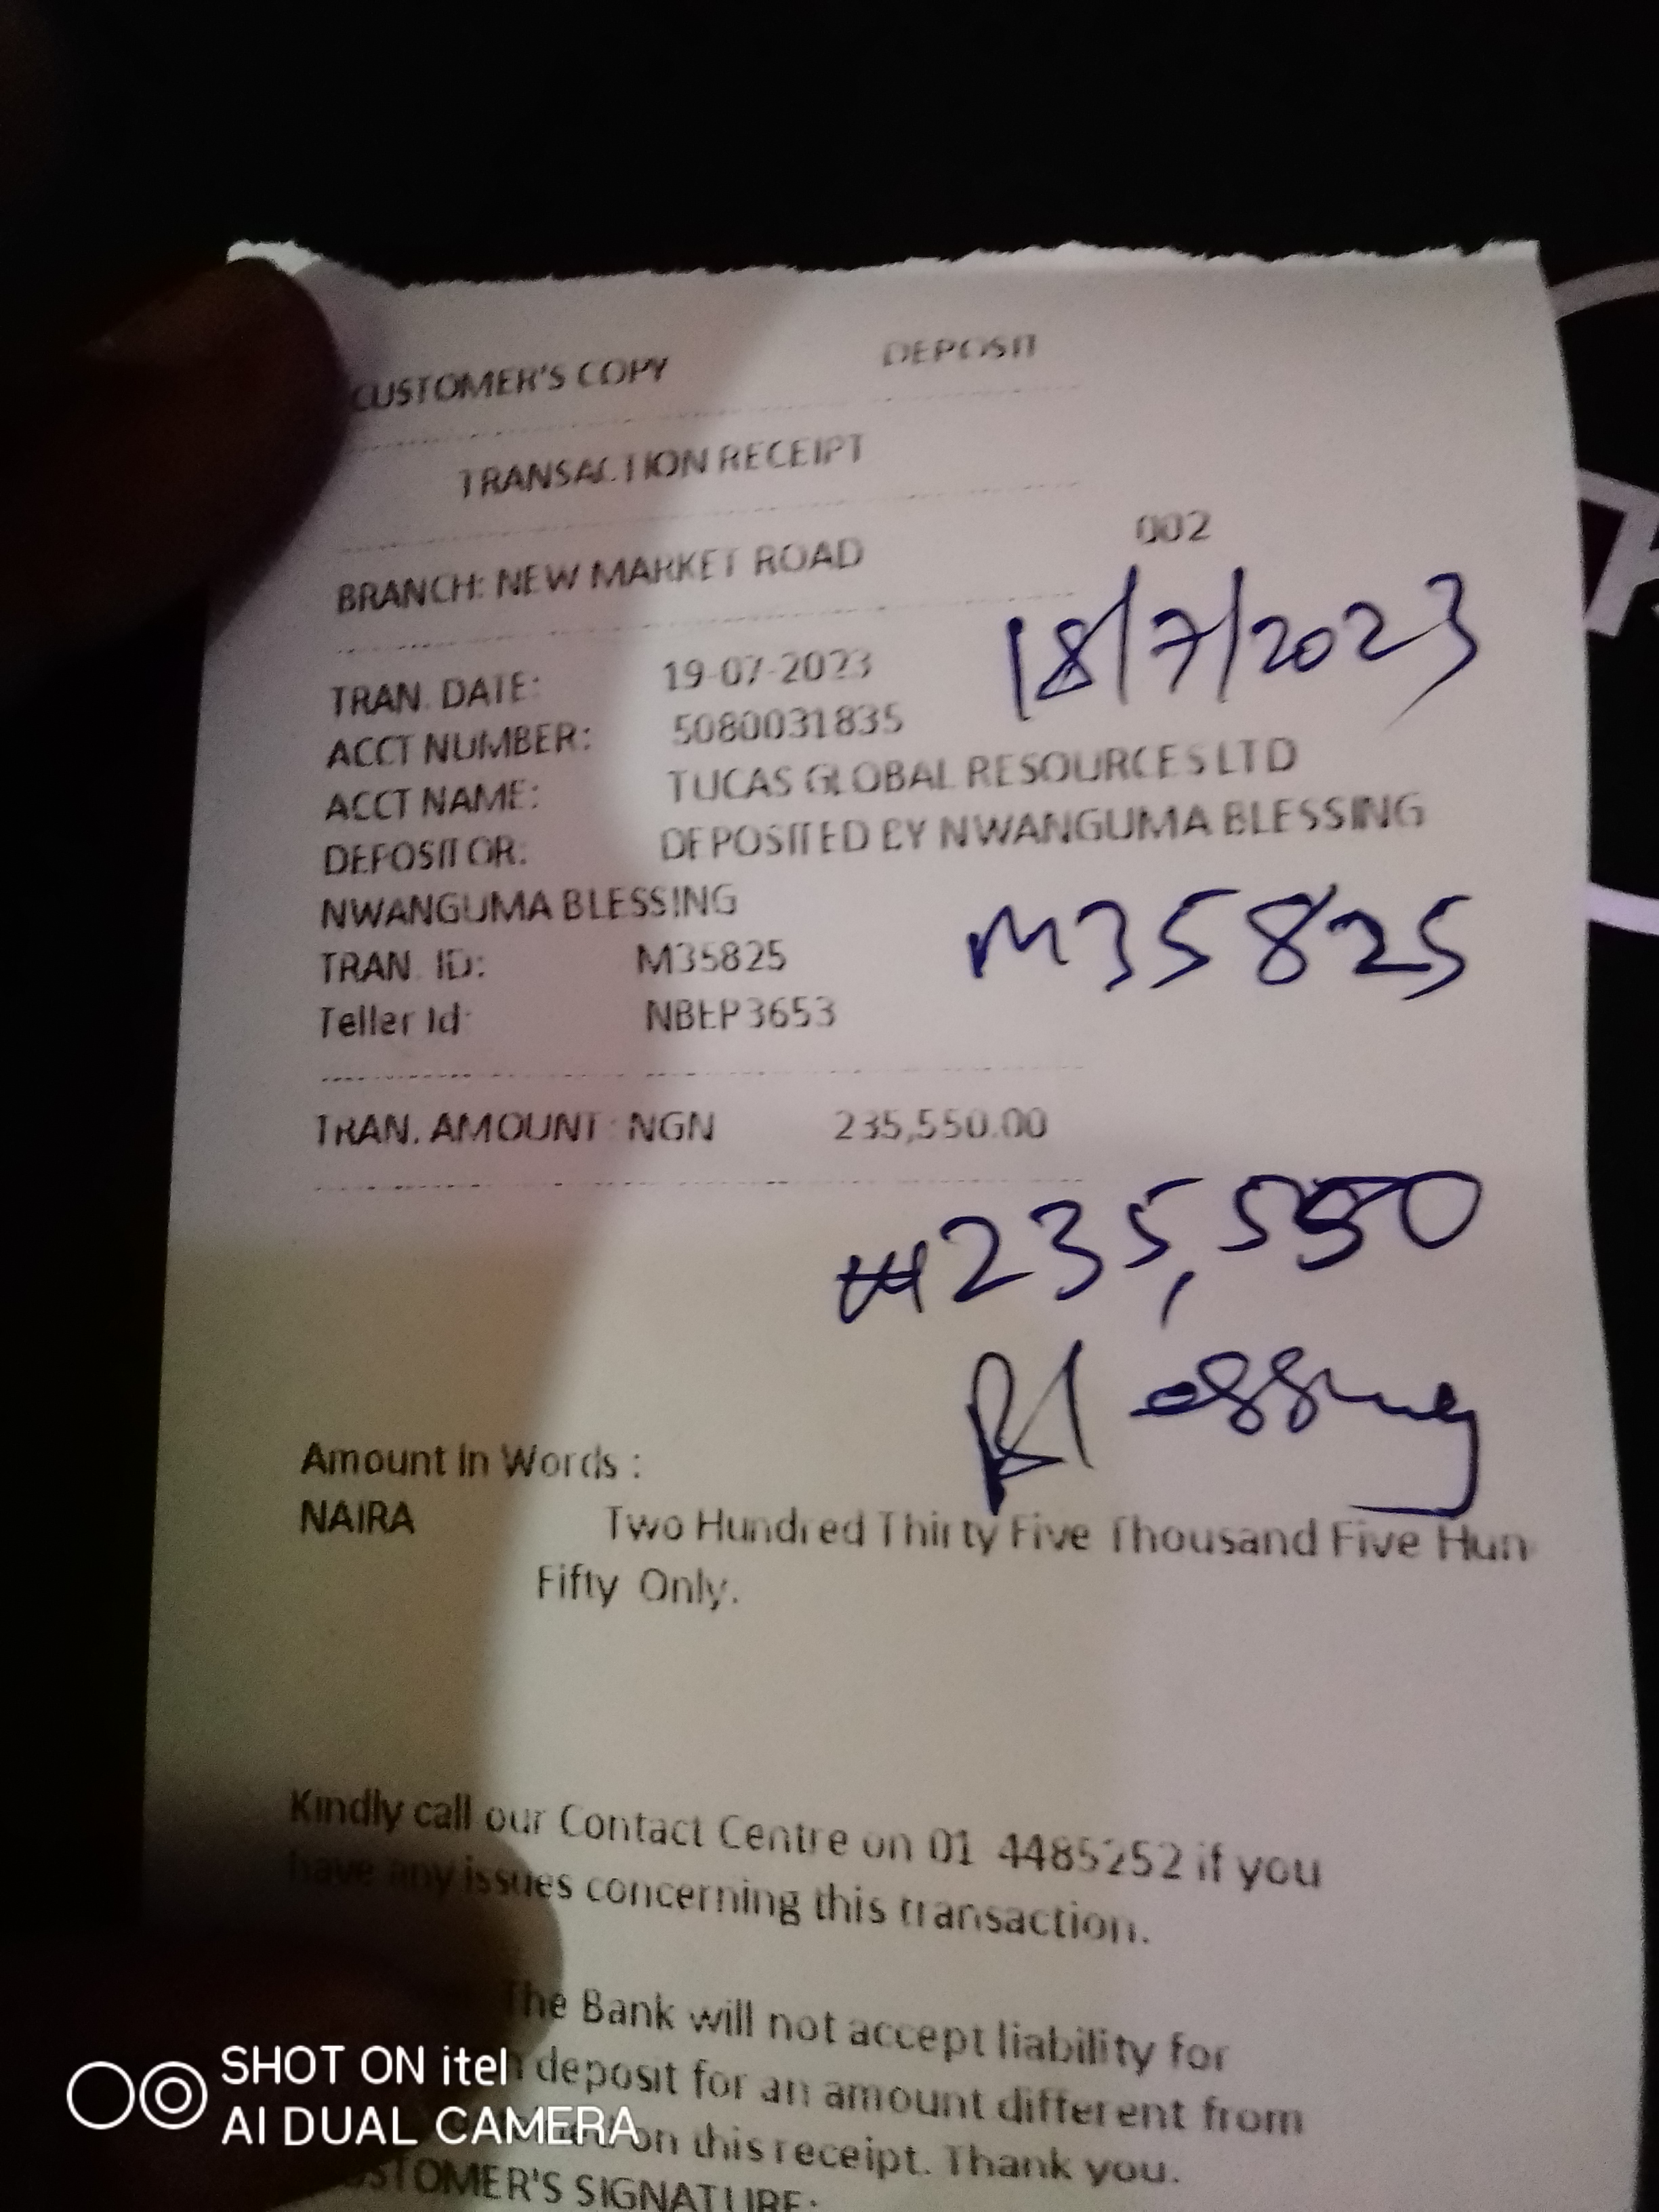 CUSTOMER'S COPY DEPOSIT
TRANSACTION RECEIPT
002
BRANCH: NEW MARKET ROAD
18/7/2023
TRAN. DATE: 19-07-2023
ACCT NUMBER: 5080031835
ACCT NAME: TUCAS GLOBAL RESOURCES LTD
DEPOSITOR: DEPOSITED BY NWANGUMA BLESSING
NWANGUMA BLESSING
M35825
TRAN. ID: M35825
Teller Id: NBEP3653
TRAN. AMOUNT : NGN 235,550.00
₦235,550
Blessing
Amount In Words :
NAIRA Two Hundred Thirty Five Thousand Five Hun
Fifty Only.
Kindly call our Contact Centre on 01 4485252 if you
have any issues concerning this transaction.
The Bank will not accept liability for
deposit for an amount different from
on this receipt. Thank you.
CUSTOMER'S SIGNATURE:
SHOT ON itel
AI DUAL CAMERA